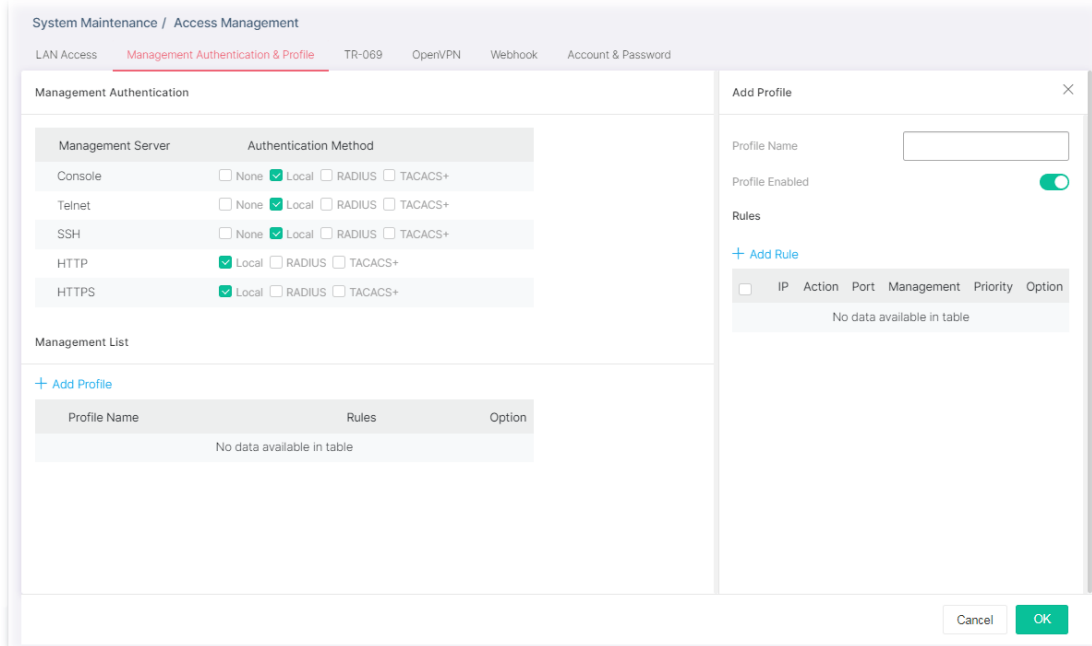 System Maintenance / Access Management
LAN Access Management Authentication & Profile TR-069 OpenVPN Webhook Account & Password
Management Authentication
Management Server Authentication Method
Console None Local RADIUS TACACS+
Telnet None Local RADIUS TACACS+
SSH None Local RADIUS TACACS+
HTTP Local RADIUS TACACS+
HTTPS Local RADIUS TACACS+
Management List
+ Add Profile
Profile Name Rules Option
No data available in table
Add Profile
Profile Name
Profile Enabled
Rules
+ Add Rule
IP Action Port Management Priority Option
No data available in table
Cancel OK